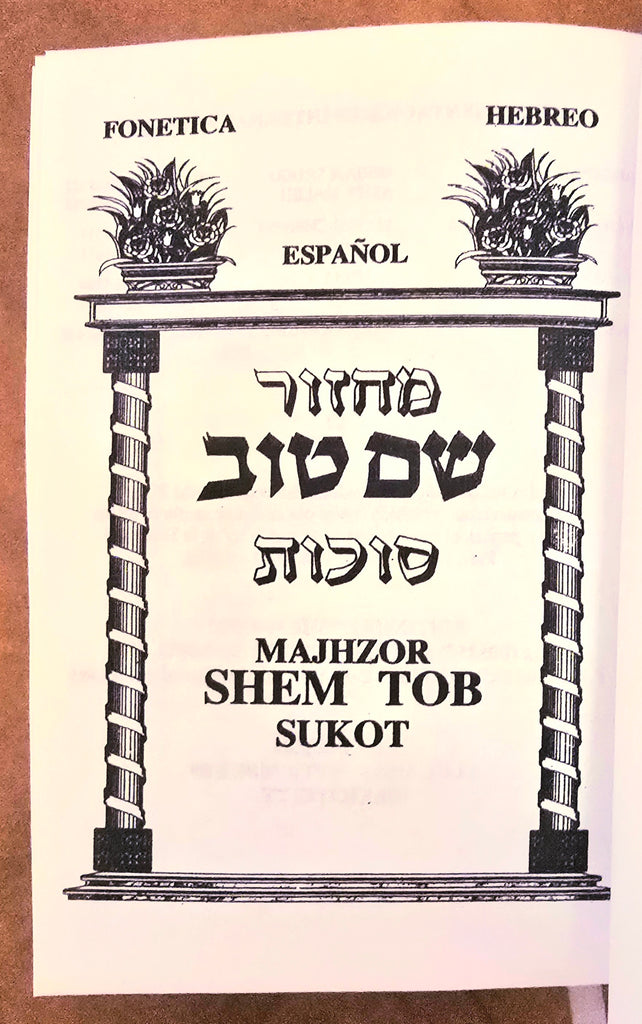 FONETICA
HEBREO
ESPAÑOL
מחזור
שם טוב
סוכות
MAJHZOR
SHEM TOB
SUKOT